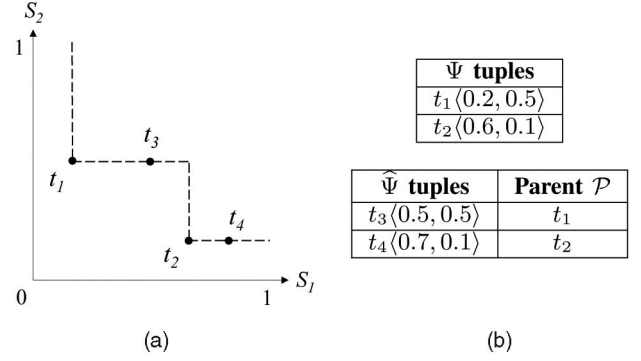 S₂
1
t₃
t₁
t₄
t₂
S₁
0
1
(a)
Ψ tuples
t₁⟨0.2, 0.5⟩
t₂⟨0.6, 0.1⟩
Ψ̂ tuples Parent 𝒫
t₃⟨0.5, 0.5⟩ t₁
t₄⟨0.7, 0.1⟩ t₂
(b)